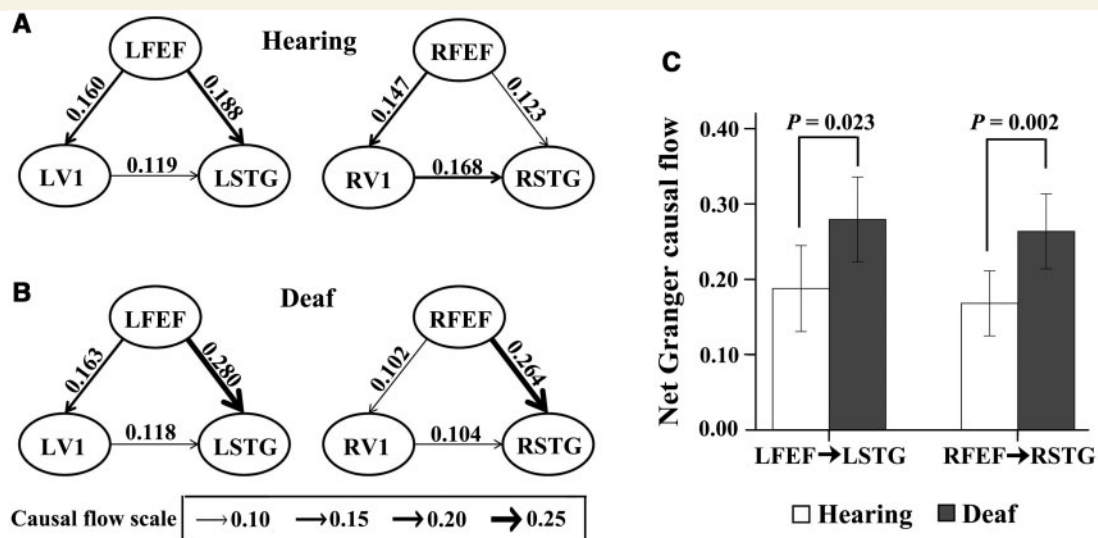 A
Hearing
LFEF
RFEF
0.160
0.188
0.147
0.123
LV1
0.119
LSTG
RV1
0.168
RSTG
B
Deaf
LFEF
RFEF
0.163
0.280
0.102
0.264
LV1
0.118
LSTG
RV1
0.104
RSTG
Causal flow scale → 0.10 → 0.15 → 0.20 → 0.25
C
Net Granger causal flow
P = 0.023
P = 0.002
0.40
0.30
0.20
0.10
0.00
LFEF→LSTG
RFEF→RSTG
Hearing
Deaf